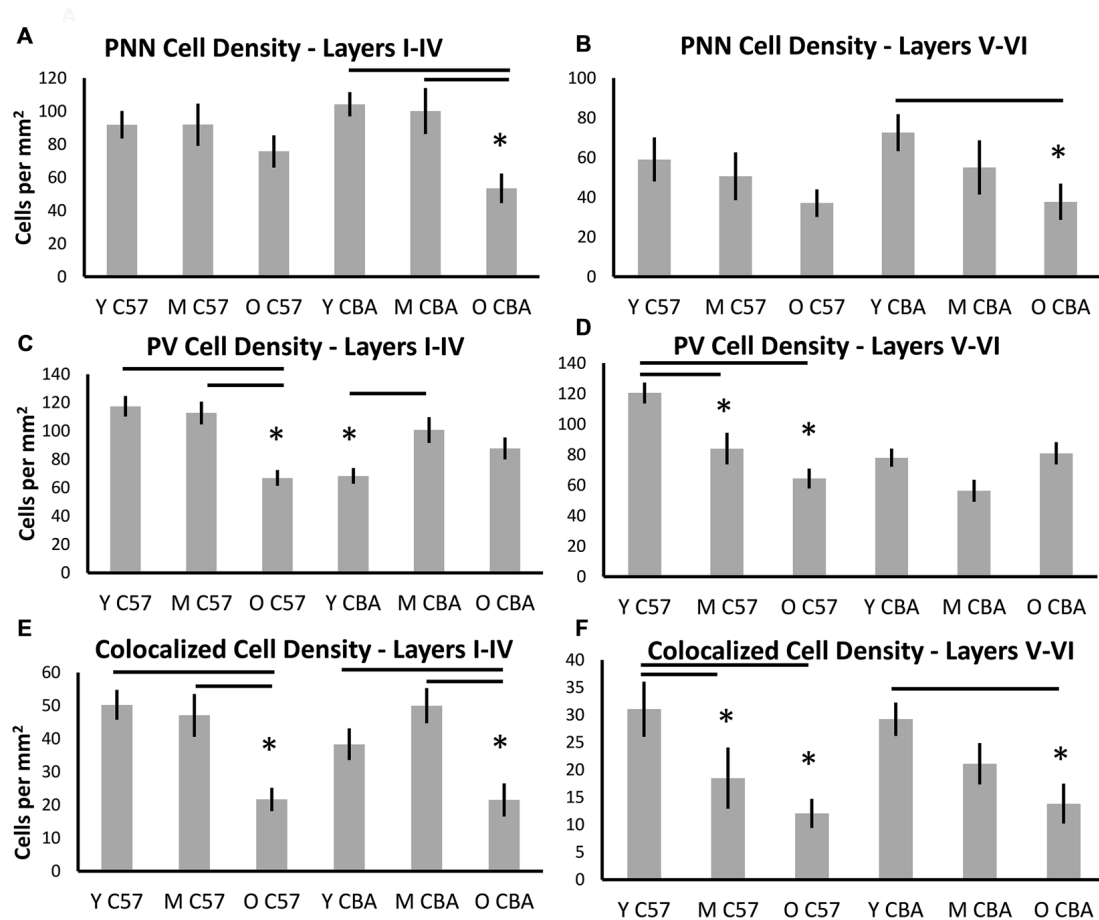 A
A
PNN Cell Density - Layers I-IV
Cells per mm²
120
100
80
60
40
20
0
*
Y C57 M C57 O C57 Y CBA M CBA O CBA
B
PNN Cell Density - Layers V-VI
100
80
60
40
20
0
*
Y C57 M C57 O C57 Y CBA M CBA O CBA
C
PV Cell Density - Layers I-IV
Cells per mm²
140
120
100
80
60
40
20
0
* *
Y C57 M C57 O C57 Y CBA M CBA O CBA
D
PV Cell Density - Layers V-VI
140
120
100
80
60
40
20
0
* *
Y C57 M C57 O C57 Y CBA M CBA O CBA
E
Colocalized Cell Density - Layers I-IV
Cells per mm²
60
50
40
30
20
10
0
* *
Y C57 M C57 O C57 Y CBA M CBA O CBA
F
Colocalized Cell Density - Layers V-VI
40
35
30
25
20
15
10
5
0
* * *
Y C57 M C57 O C57 Y CBA M CBA O CBA